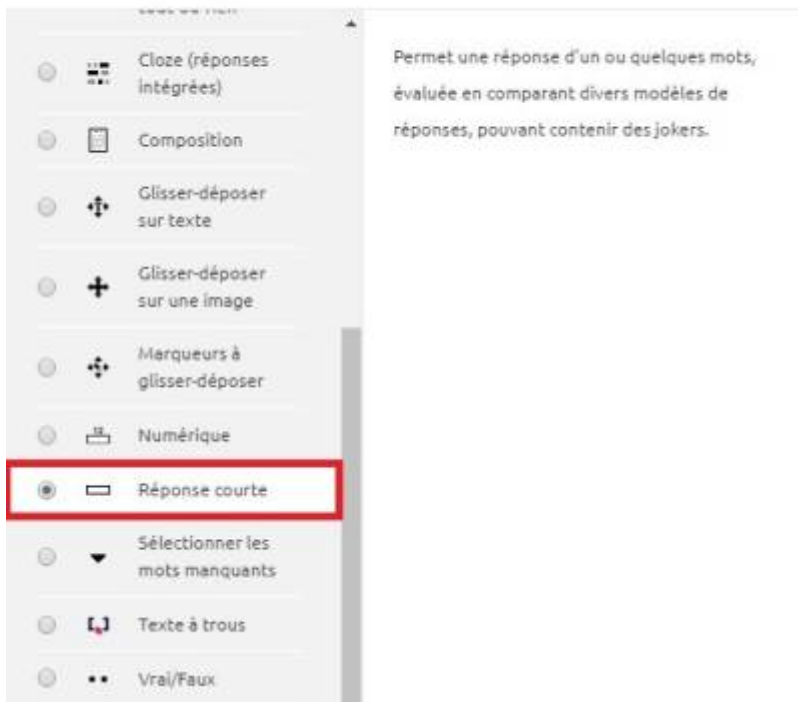 Cloze (réponses
intégrées)
Composition
Glisser-déposer
sur texte
Glisser-déposer
sur une image
Marqueurs à
glisser-déposer
Numérique
Réponse courte
Sélectionner les
mots manquants
Texte à trous
Vrai/Faux
Permet une réponse d'un ou quelques mots,
évaluée en comparant divers modèles de
réponses, pouvant contenir des jokers.